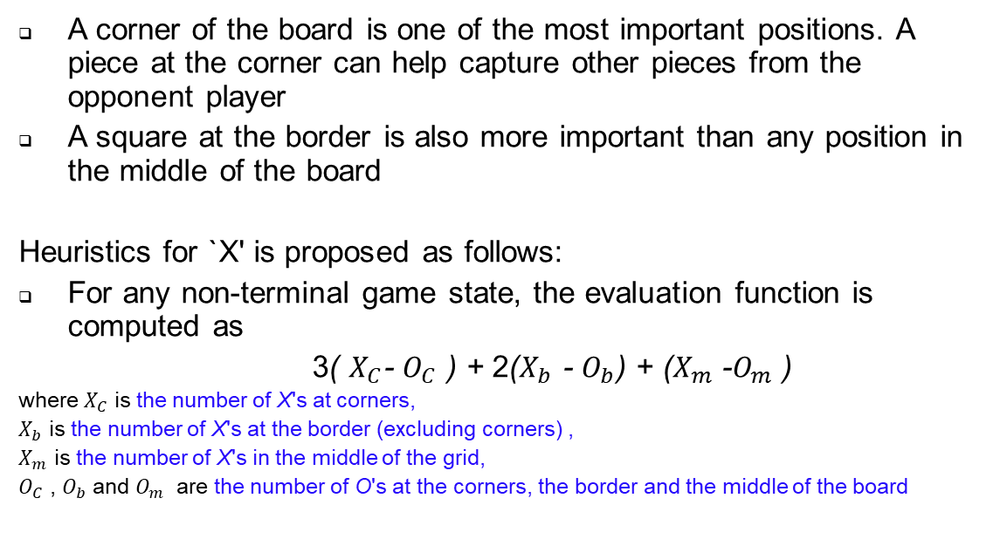 ❑ A corner of the board is one of the most important positions. A
piece at the corner can help capture other pieces from the
opponent player
❑ A square at the border is also more important than any position in
the middle of the board
Heuristics for `X' is proposed as follows:
❑ For any non-terminal game state, the evaluation function is
computed as
3( X_C- O_C ) + 2(X_b - O_b) + (X_m -O_m )
where X_C is the number of X's at corners,
X_b is the number of X's at the border (excluding corners) ,
X_m is the number of X's in the middle of the grid,
O_C , O_b and O_m are the number of O's at the corners, the border and the middle of the board